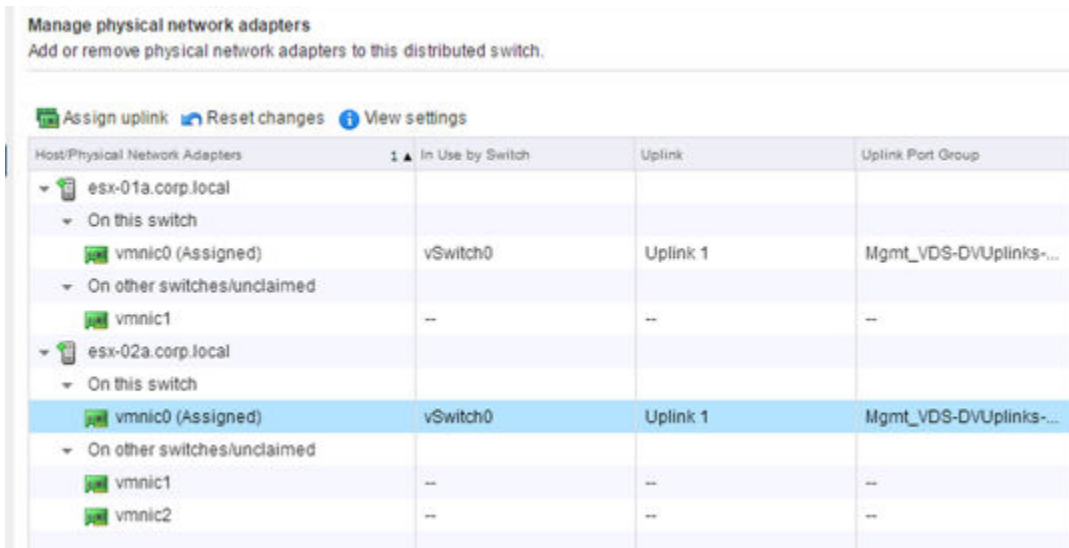 Manage physical network adapters
Add or remove physical network adapters to this distributed switch.
Assign uplink Reset changes View settings
Host/Physical Network Adapters 1 ▲ In Use by Switch Uplink Uplink Port Group
esx-01a.corp.local
On this switch
vmnic0 (Assigned) vSwitch0 Uplink 1 Mgmt_VDS-DVUplinks-...
On other switches/unclaimed
vmnic1 -- -- --
esx-02a.corp.local
On this switch
vmnic0 (Assigned) vSwitch0 Uplink 1 Mgmt_VDS-DVUplinks-...
On other switches/unclaimed
vmnic1 -- -- --
vmnic2 -- -- --